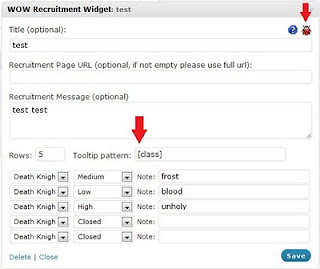 WOW Recruitment Widget: test
Title (optional):
test
Recruitment Page URL (optional, if not empty please use full url):
Recruitment Message (optional)
test test
Rows: 5 Tooltip pattern: [class]
Death Knigh Medium Note: frost
Death Knigh Low Note: blood
Death Knigh High Note: unholy
Death Knigh Closed Note:
Death Knigh Closed Note:
Delete | Close Save